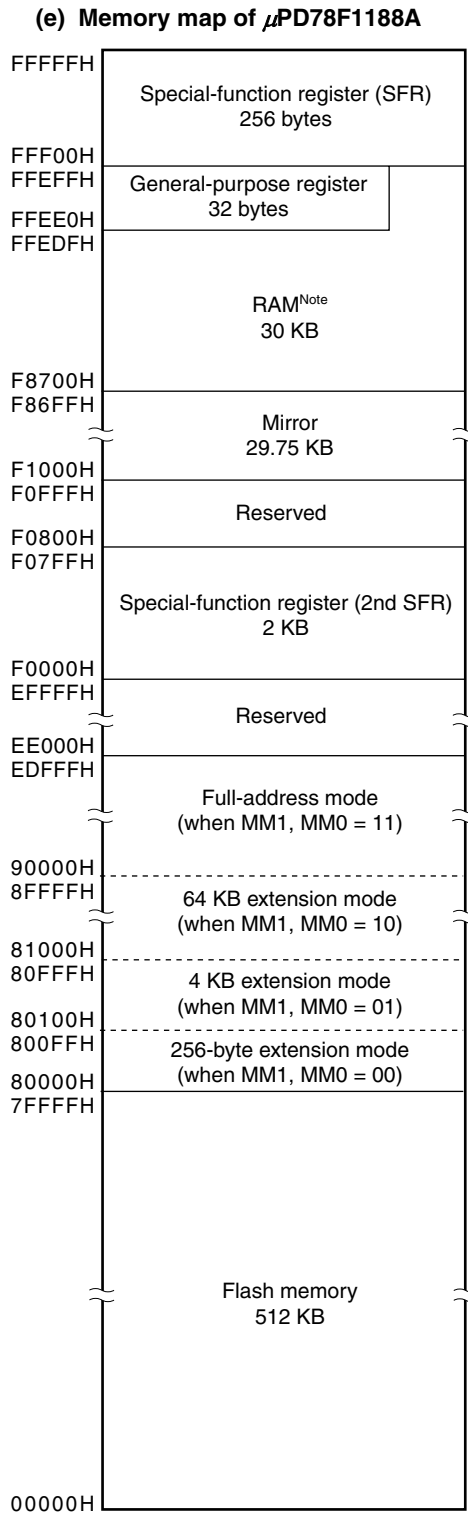 (e) Memory map of μPD78F1188A
FFFFFH
Special-function register (SFR)
256 bytes
FFF00H
FFEFFH
General-purpose register
32 bytes
FFEE0H
FFEDFH
RAMNote
30 KB
F8700H
F86FFH
Mirror
29.75 KB
F1000H
F0FFFH
Reserved
F0800H
F07FFH
Special-function register (2nd SFR)
2 KB
F0000H
EFFFFH
Reserved
EE000H
EDFFFH
Full-address mode
(when MM1, MM0 = 11)
90000H
8FFFFH
64 KB extension mode
(when MM1, MM0 = 10)
81000H
80FFFH
4 KB extension mode
(when MM1, MM0 = 01)
80100H
800FFH
256-byte extension mode
(when MM1, MM0 = 00)
80000H
7FFFFH
Flash memory
512 KB
00000H